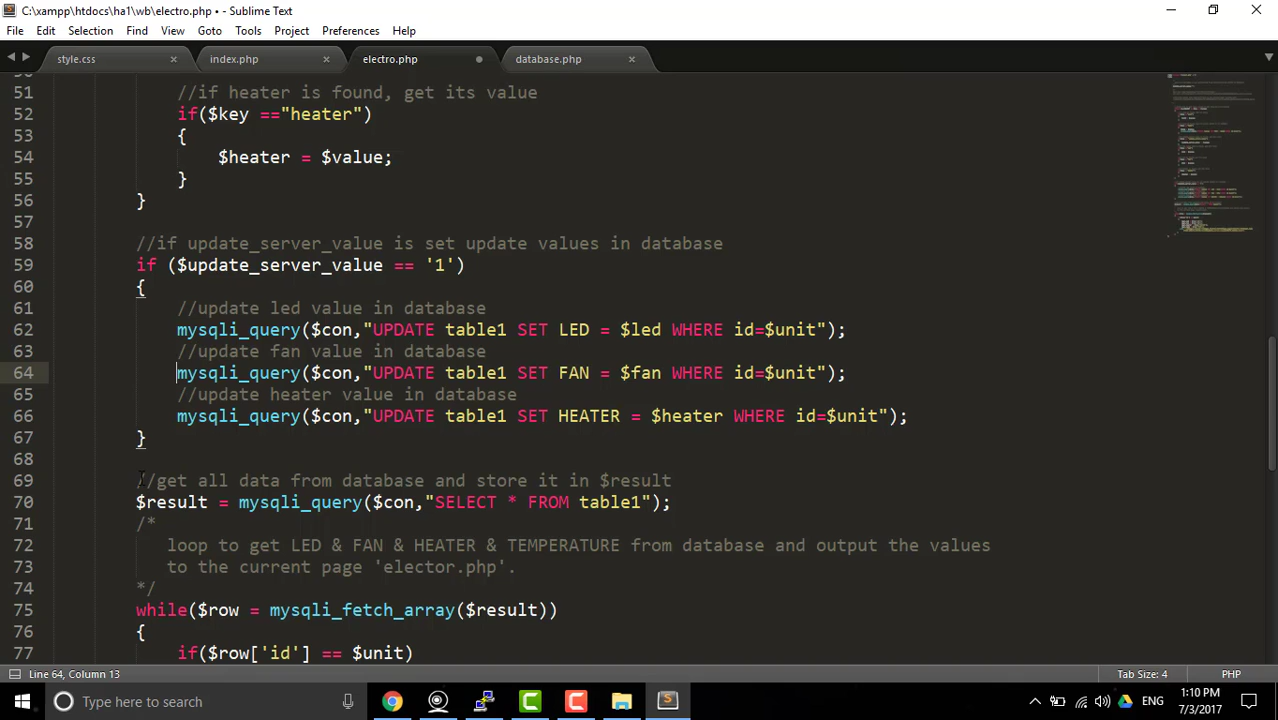 C:\xampp\htdocs\ha1\wb\electro.php • - Sublime Text
File Edit Selection Find View Goto Tools Project Preferences Help
style.css index.php electro.php database.php
51 //if heater is found, get its value
52 if($key =="heater")
53 {
54 $heater = $value;
55 }
56 }
57
58 //if update_server_value is set update values in database
59 if ($update_server_value == '1')
60 {
61 //update led value in database
62 mysqli_query($con,"UPDATE table1 SET LED = $led WHERE id=$unit");
63 //update fan value in database
64 mysqli_query($con,"UPDATE table1 SET FAN = $fan WHERE id=$unit");
65 //update heater value in database
66 mysqli_query($con,"UPDATE table1 SET HEATER = $heater WHERE id=$unit");
67 }
68
69 //get all data from database and store it in $result
70 $result = mysqli_query($con,"SELECT * FROM table1");
71 /*
72 loop to get LED & FAN & HEATER & TEMPERATURE from database and output the values
73 to the current page 'elector.php'.
74 */
75 while($row = mysqli_fetch_array($result))
76 {
77 if($row['id'] == $unit)
Line 64, Column 13 Tab Size: 4 PHP
Type here to search ENG 1:10 PM
7/3/2017